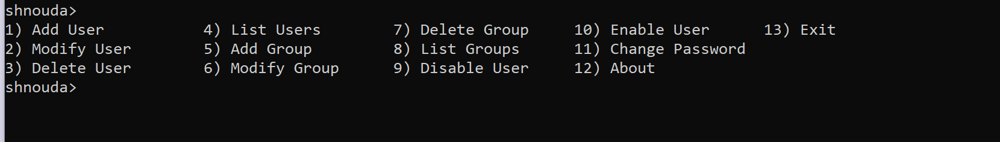 shnouda>
1) Add User           4) List Users        7) Delete Group     10) Enable User      13) Exit
2) Modify User        5) Add Group         8) List Groups      11) Change Password
3) Delete User        6) Modify Group      9) Disable User     12) About
shnouda>